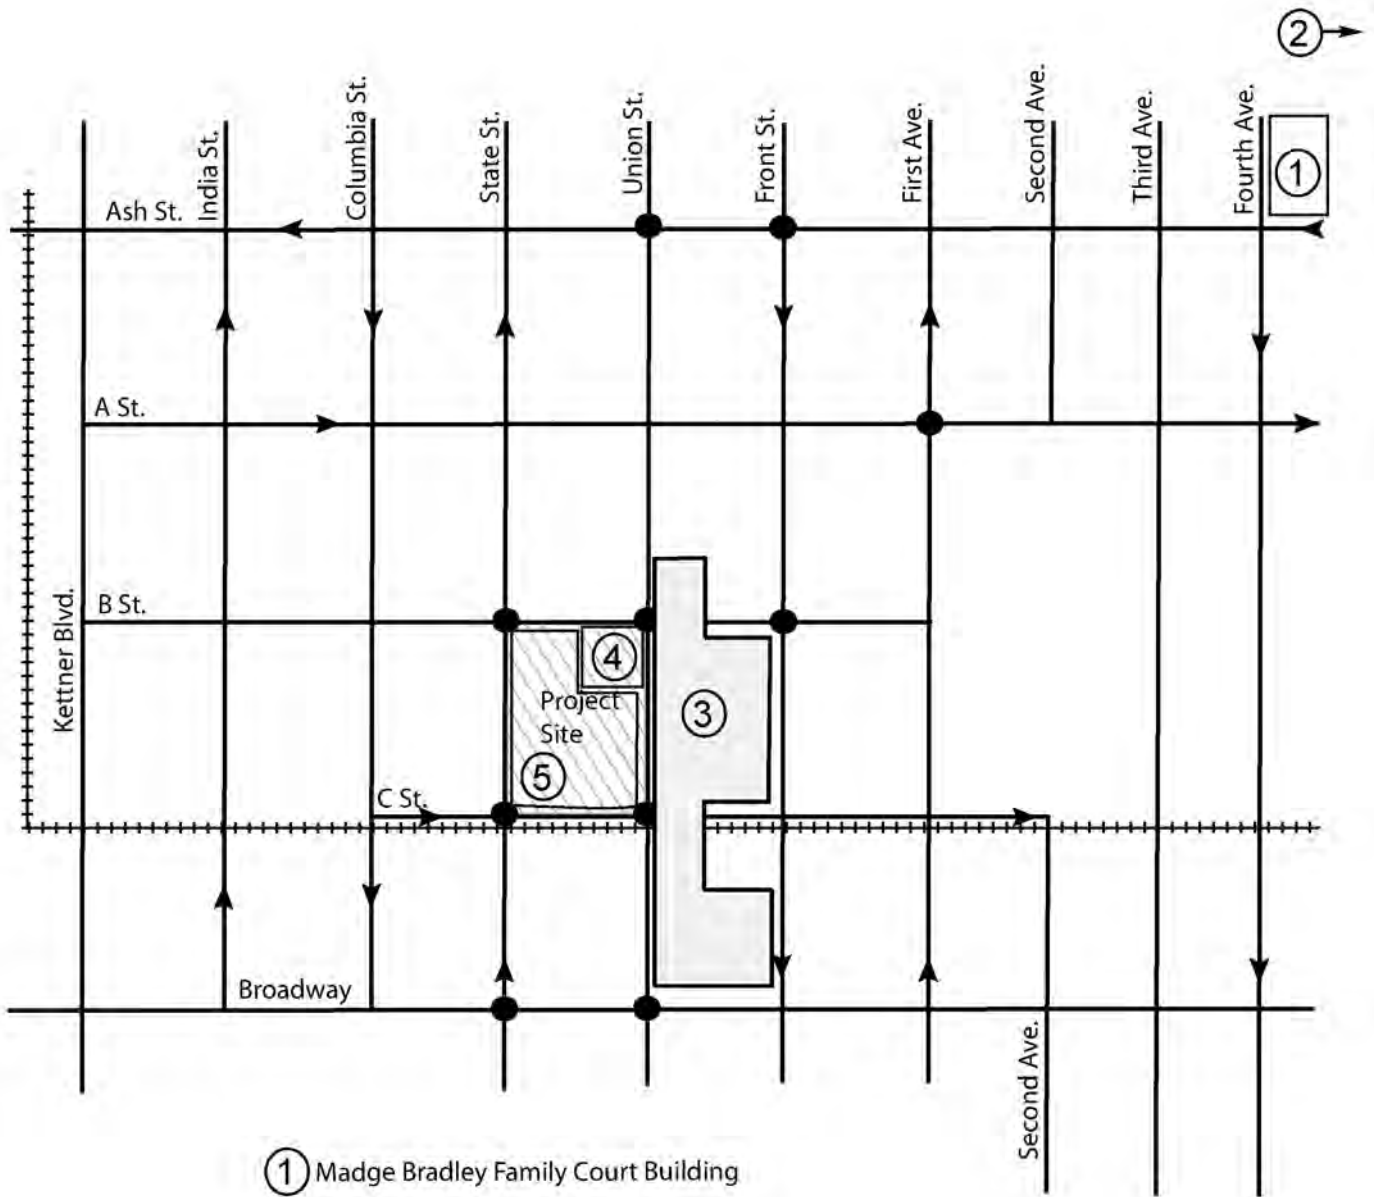 2
Kettner Blvd.
India St.
Columbia St.
State St.
Union St.
Front St.
First Ave.
Second Ave.
Third Ave.
Fourth Ave.
1
Ash St.
A St.
B St.
4
Project
Site
3
5
C St.
Broadway
Second Ave.
1 Madge Bradley Family Court Building